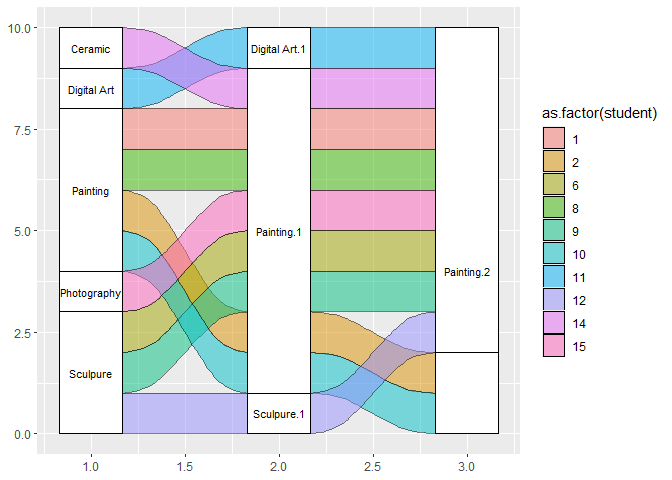 10.0
7.5
5.0
2.5
0.0
Ceramic
Digital Art
Painting
Photography
Sculpure
Digital Art.1
Painting.1
Sculpure.1
Painting.2
1.0
1.5
2.0
2.5
3.0
as.factor(student)
1
2
6
8
9
10
11
12
14
15